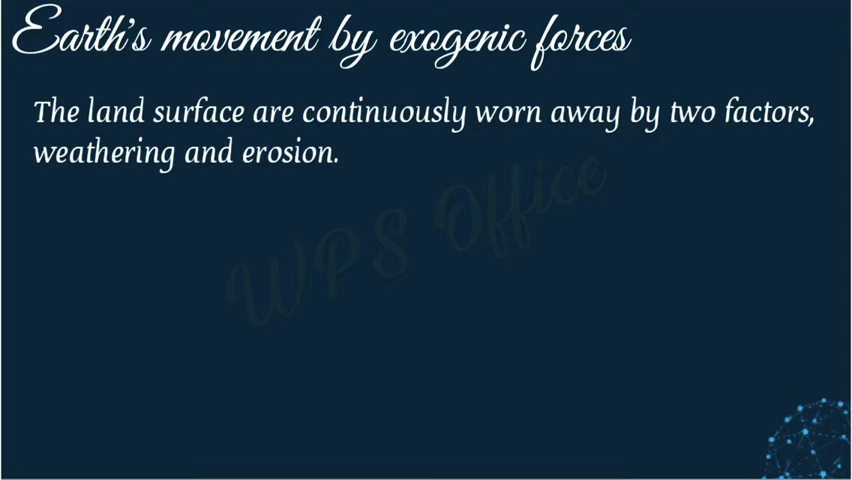 Earth's movement by exogenic forces
The land surface are continuously worn away by two factors,
weathering and erosion.
WPS Office